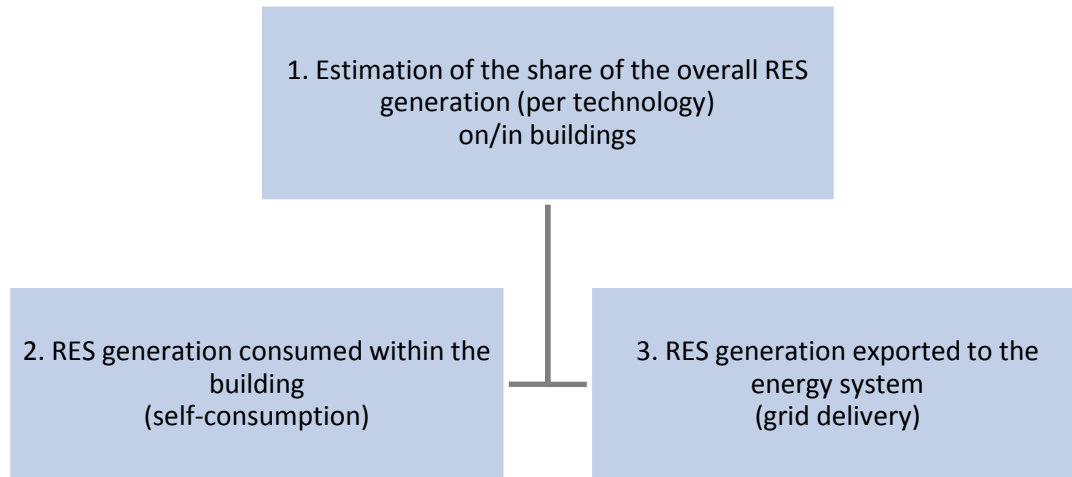 1. Estimation of the share of the overall RES
generation (per technology)
on/in buildings
2. RES generation consumed within the
building
(self-consumption)
3. RES generation exported to the
energy system
(grid delivery)